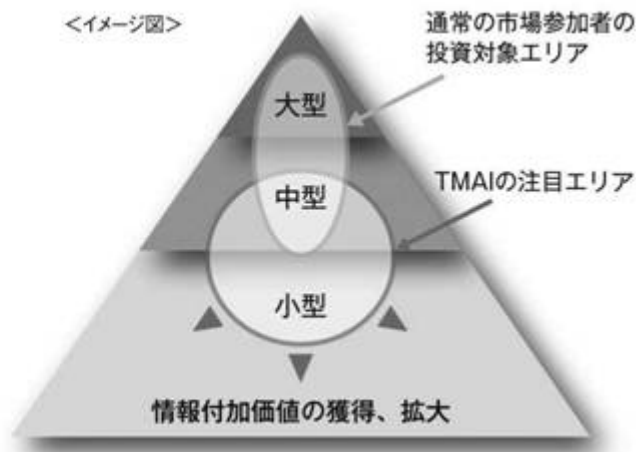 <イメージ図>
通常の市場参加者の
投資対象エリア
大型
TMAIの注目エリア
中型
小型
情報付加価値の獲得、拡大